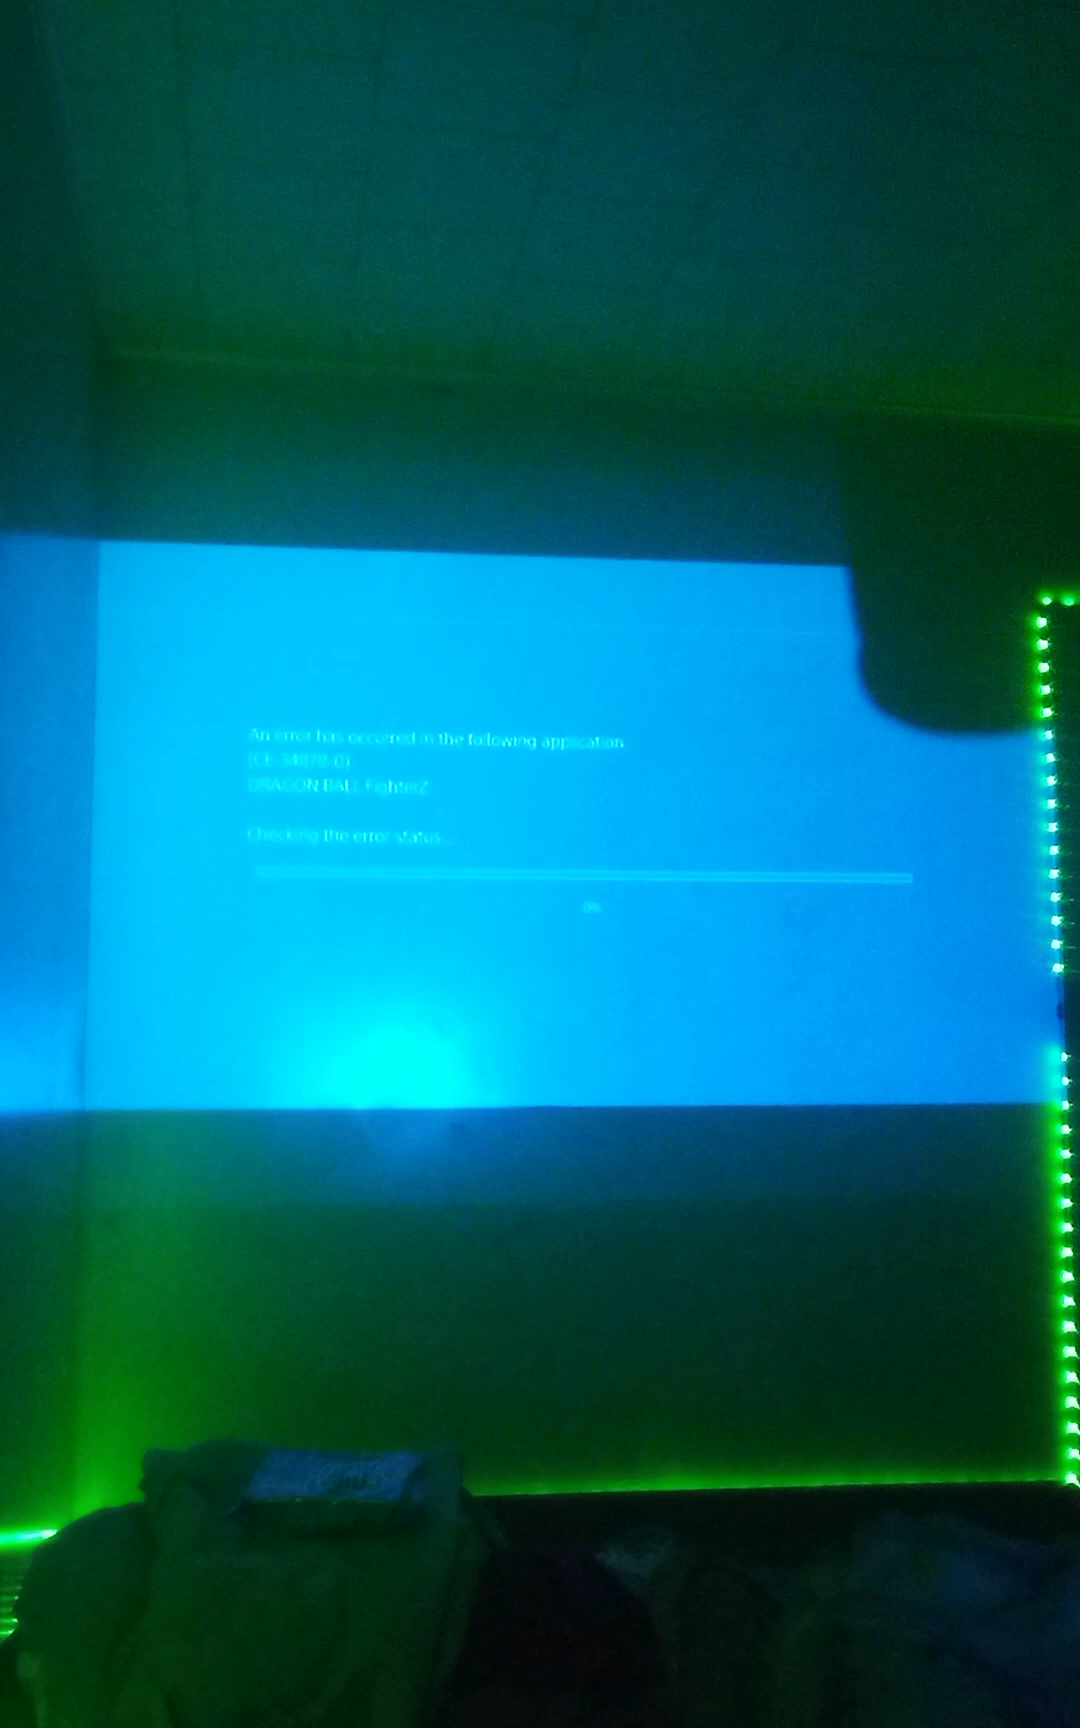 An error has occurred in the following application.
(CE-34878-0)
DRAGON BALL FighterZ
Checking the error status...
0%